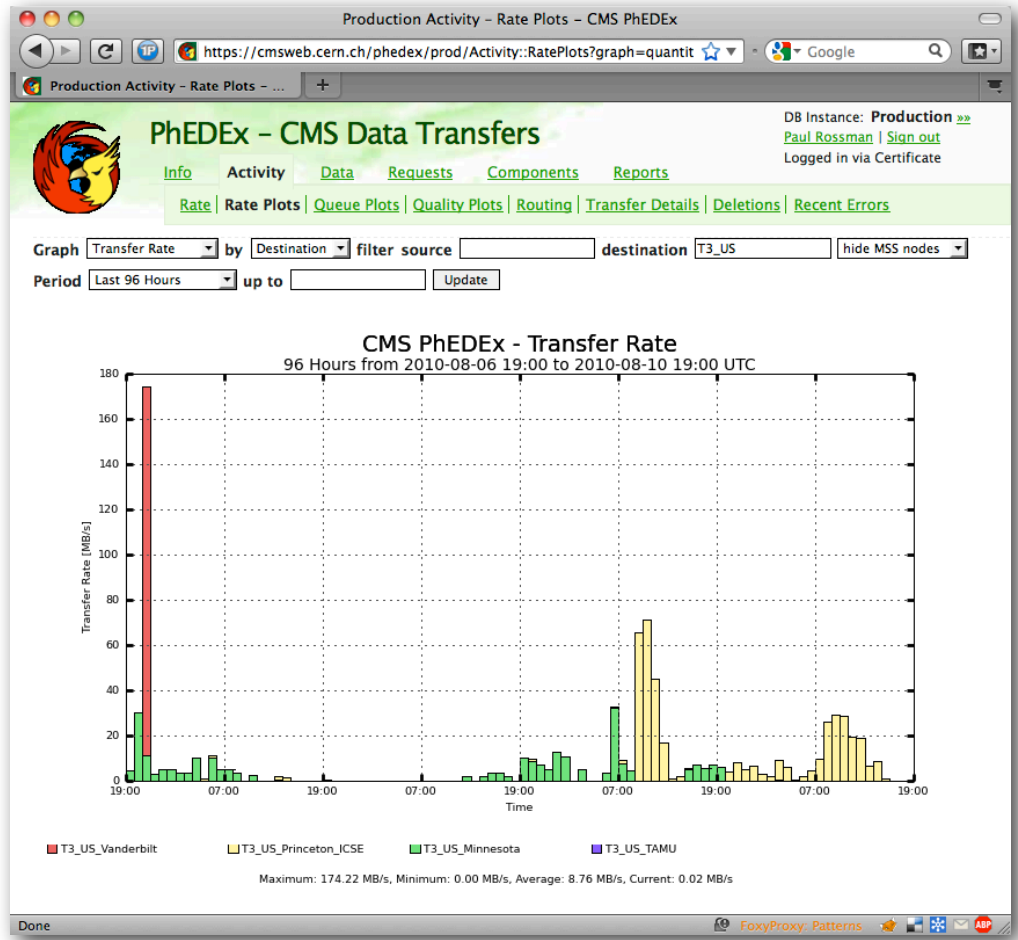 Production Activity – Rate Plots – CMS PhEDEx
https://cmsweb.cern.ch/phedex/prod/Activity::RatePlots?graph=quantit
Google
Production Activity – Rate Plots – ...
PhEDEx – CMS Data Transfers
DB Instance: Production »»
Paul Rossman | Sign out
Logged in via Certificate
Info Activity Data Requests Components Reports
Rate | Rate Plots | Queue Plots | Quality Plots | Routing | Transfer Details | Deletions | Recent Errors
Graph Transfer Rate by Destination filter source destination T3_US hide MSS nodes
Period Last 96 Hours up to Update
CMS PhEDEx - Transfer Rate
96 Hours from 2010-08-06 19:00 to 2010-08-10 19:00 UTC
180
160
140
120
100
80
60
40
20
0
Transfer Rate [MB/s]
19:00 07:00 19:00 07:00 19:00 07:00 19:00 07:00 19:00
Time
T3_US_Vanderbilt T3_US_Princeton_ICSE T3_US_Minnesota T3_US_TAMU
Maximum: 174.22 MB/s, Minimum: 0.00 MB/s, Average: 8.76 MB/s, Current: 0.02 MB/s
Done
FoxyProxy: Patterns
ABP